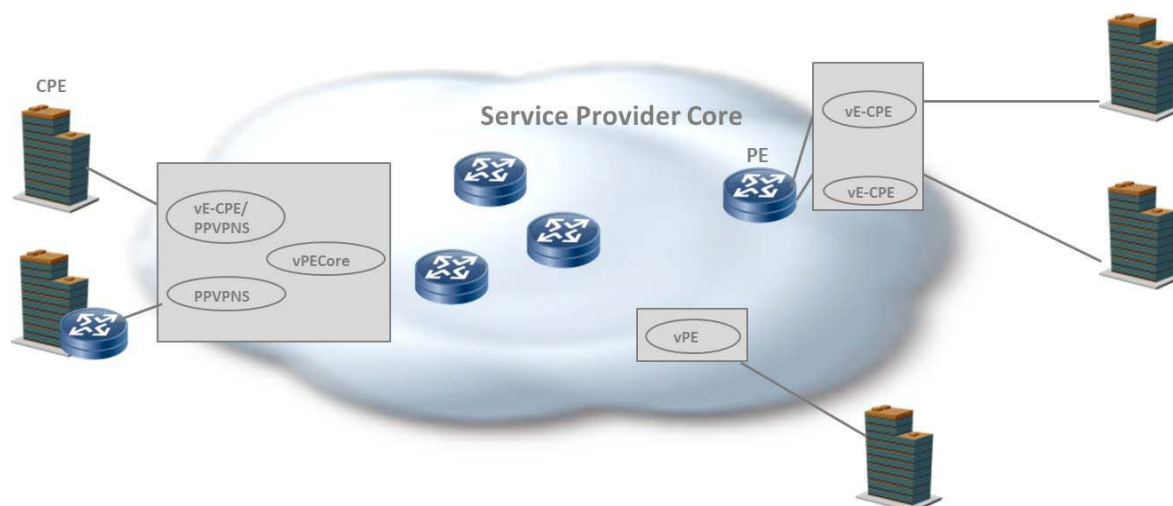 CPE
Service Provider Core
vE-CPE
PE
vE-CPE
vE-CPE/
PPVPNS
vPECore
PPVPNS
vPE